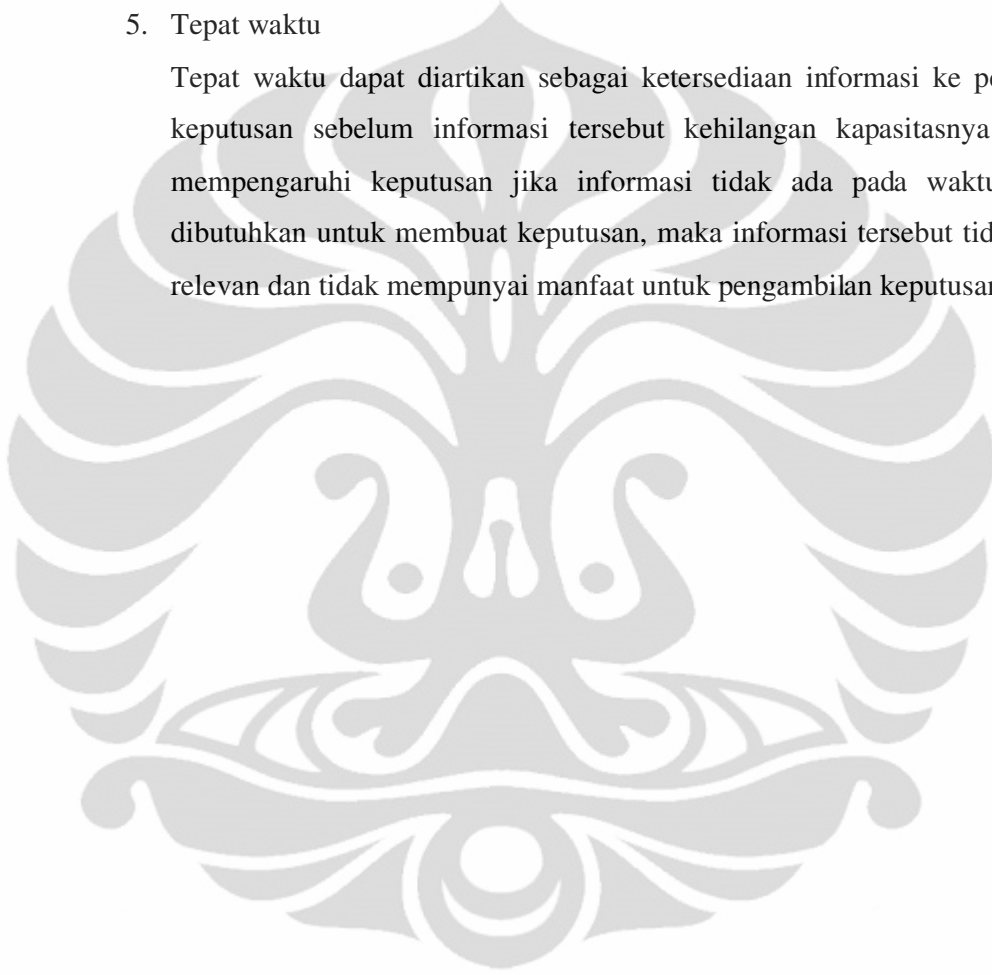 5. Tepat waktu
Tepat waktu dapat diartikan sebagai ketersediaan informasi ke
keputusan sebelum informasi tersebut kehilangan kapasitasnya
mempengaruhi keputusan jika informasi tidak ada pada waktu
dibutuhkan untuk membuat keputusan, maka informasi tersebut
relevan dan tidak mempunyai manfaat untuk pengambilan keputusan